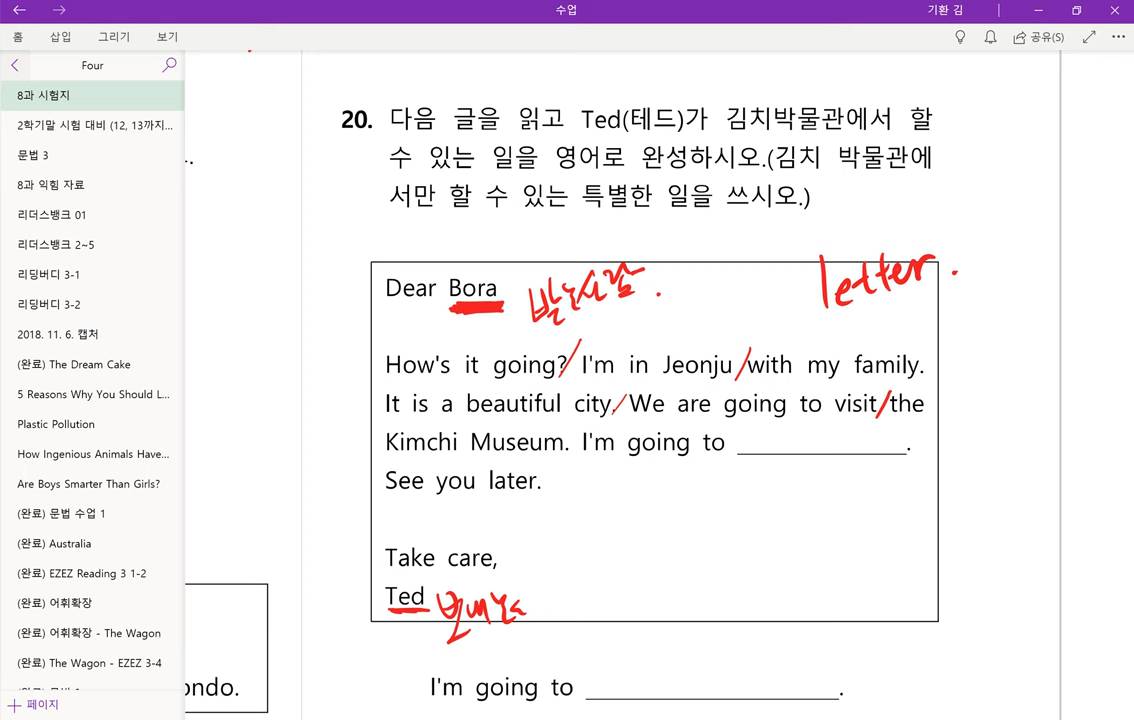 수업
기환 김
홈 삽입 그리기 보기
공유(S)
Four
8과 시험지
2학기말 시험 대비 (12, 13까지...
문법 3
8과 익힘 자료
리더스뱅크 01
리더스뱅크 2~5
리딩버디 3-1
리딩버디 3-2
2018. 11. 6. 캡처
(완료) The Dream Cake
5 Reasons Why You Should L...
Plastic Pollution
How Ingenious Animals Have...
Are Boys Smarter Than Girls?
(완료) 문법 수업 1
(완료) Australia
(완료) EZEZ Reading 3 1-2
(완료) 어휘확장
(완료) 어휘확장 - The Wagon
(완료) The Wagon - EZEZ 3-4
페이지
ondo.
20. 다음 글을 읽고 Ted(테드)가 김치박물관에서 할
수 있는 일을 영어로 완성하시오.(김치 박물관에
서만 할 수 있는 특별한 일을 쓰시오.)
letter.
Dear Bora 받는사람.
How's it going? I'm in Jeonju with my family.
It is a beautiful city. We are going to visit the
Kimchi Museum. I'm going to ____________.
See you later.
Take care,
Ted
I'm going to ____________________.